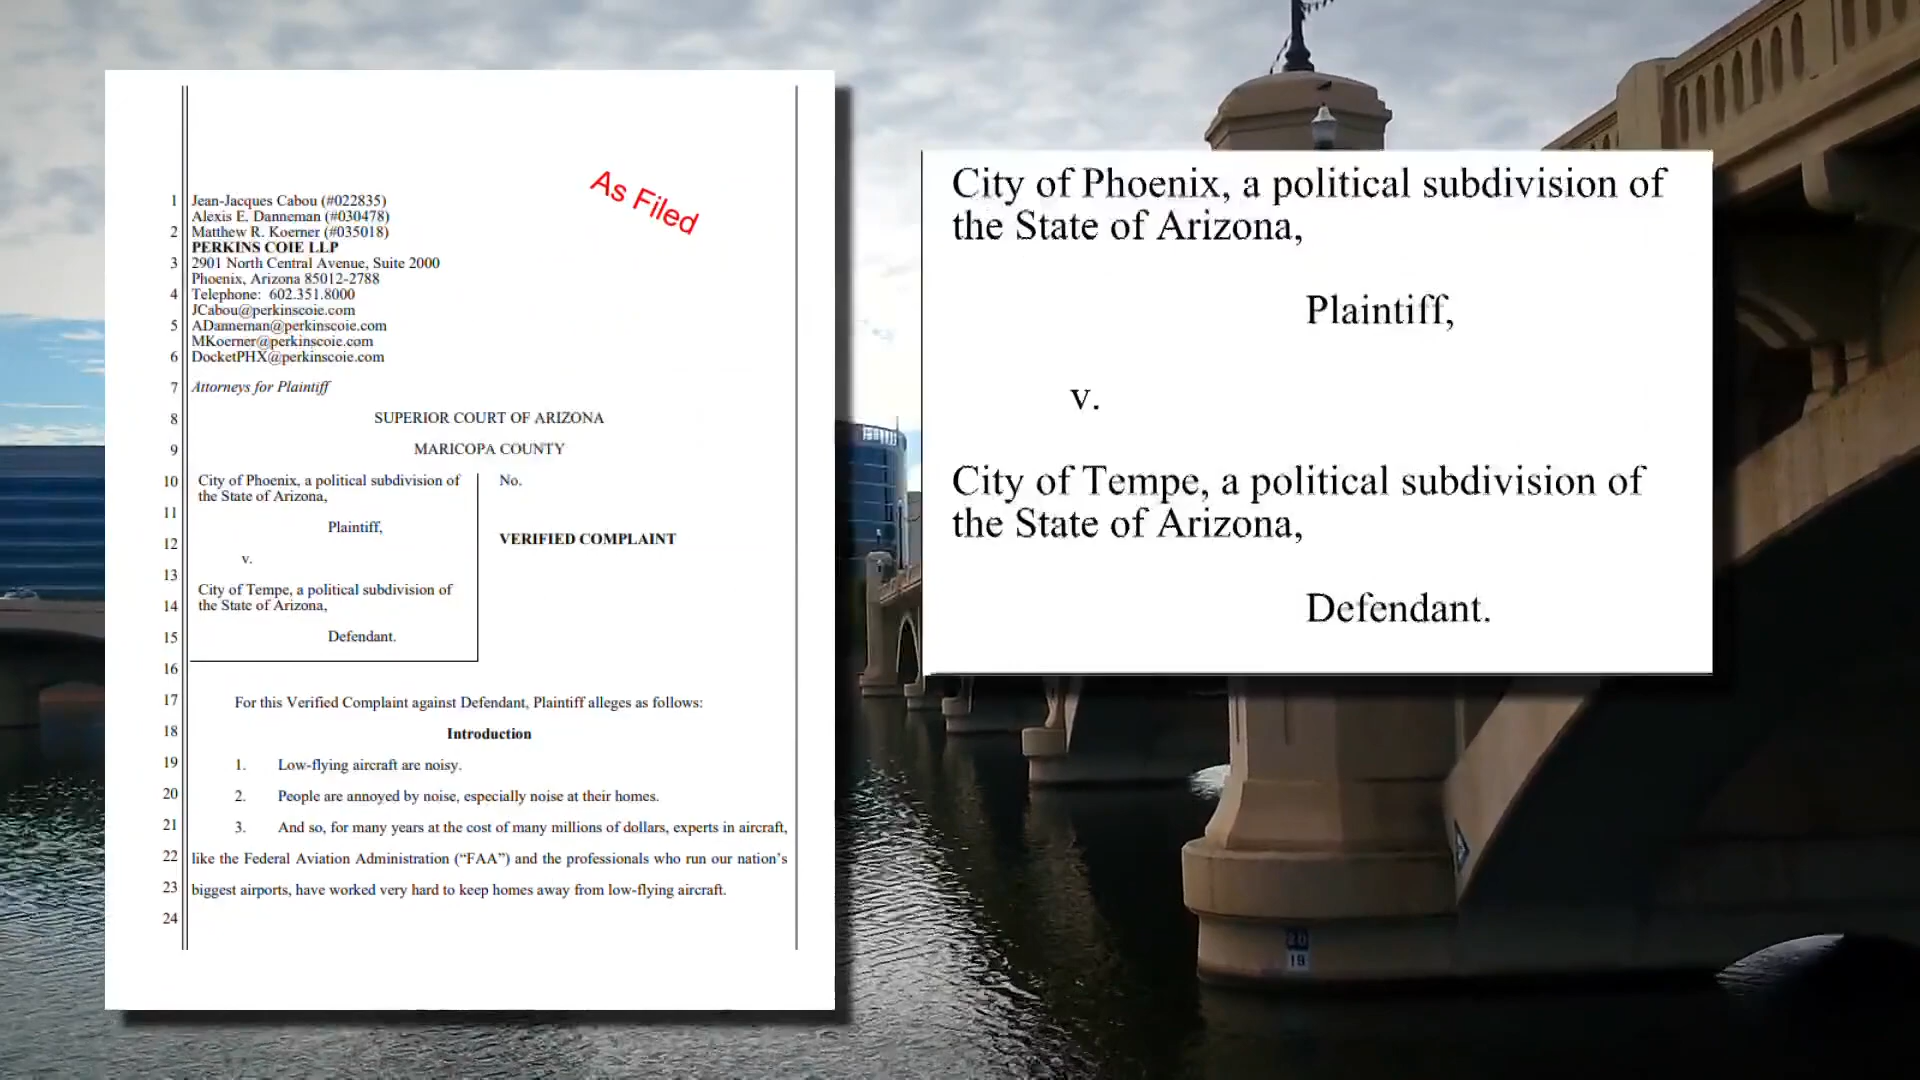 As Filed
1 Jean-Jacques Cabou (#022835)
Alexis E. Danneman (#030478)
2 Matthew R. Koerner (#035018)
PERKINS COIE LLP
3 2901 North Central Avenue, Suite 2000
Phoenix, Arizona 85012-2788
4 Telephone: 602.351.8000
JCabou@perkinscoie.com
5 ADanneman@perkinscoie.com
MKoerner@perkinscoie.com
6 DocketPHX@perkinscoie.com
7 Attorneys for Plaintiff
8 SUPERIOR COURT OF ARIZONA
9 MARICOPA COUNTY
10 City of Phoenix, a political subdivision of
the State of Arizona,
11
Plaintiff,
12
v.
13
City of Tempe, a political subdivision of
14 the State of Arizona,
15 Defendant.
16
No.
VERIFIED COMPLAINT
17 For this Verified Complaint against Defendant, Plaintiff alleges as follows:
18 Introduction
19 1. Low-flying aircraft are noisy.
20 2. People are annoyed by noise, especially noise at their homes.
21 3. And so, for many years at the cost of many millions of dollars, experts in aircraft,
22 like the Federal Aviation Administration (“FAA”) and the professionals who run our nation’s
23 biggest airports, have worked very hard to keep homes away from low-flying aircraft.
24
City of Phoenix, a political subdivision of
the State of Arizona,
Plaintiff,
v.
City of Tempe, a political subdivision of
the State of Arizona,
Defendant.
20
19